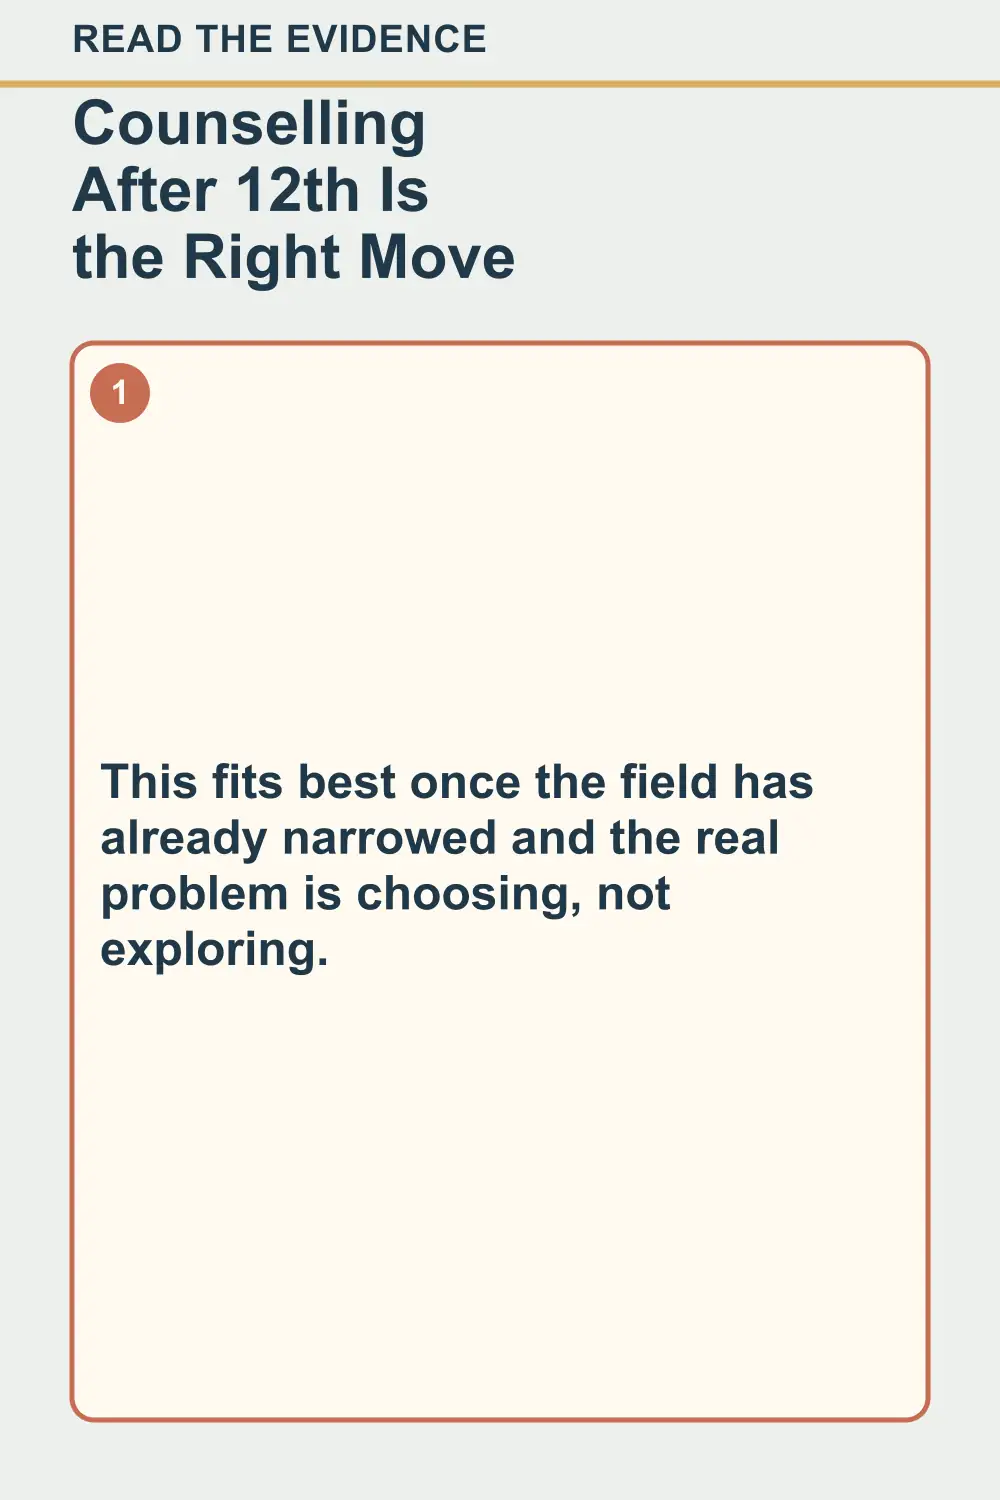 READ THE EVIDENCE
Counselling
After 12th Is
the Right Move
1
This fits best once the field has
already narrowed and the real
problem is choosing, not
exploring.